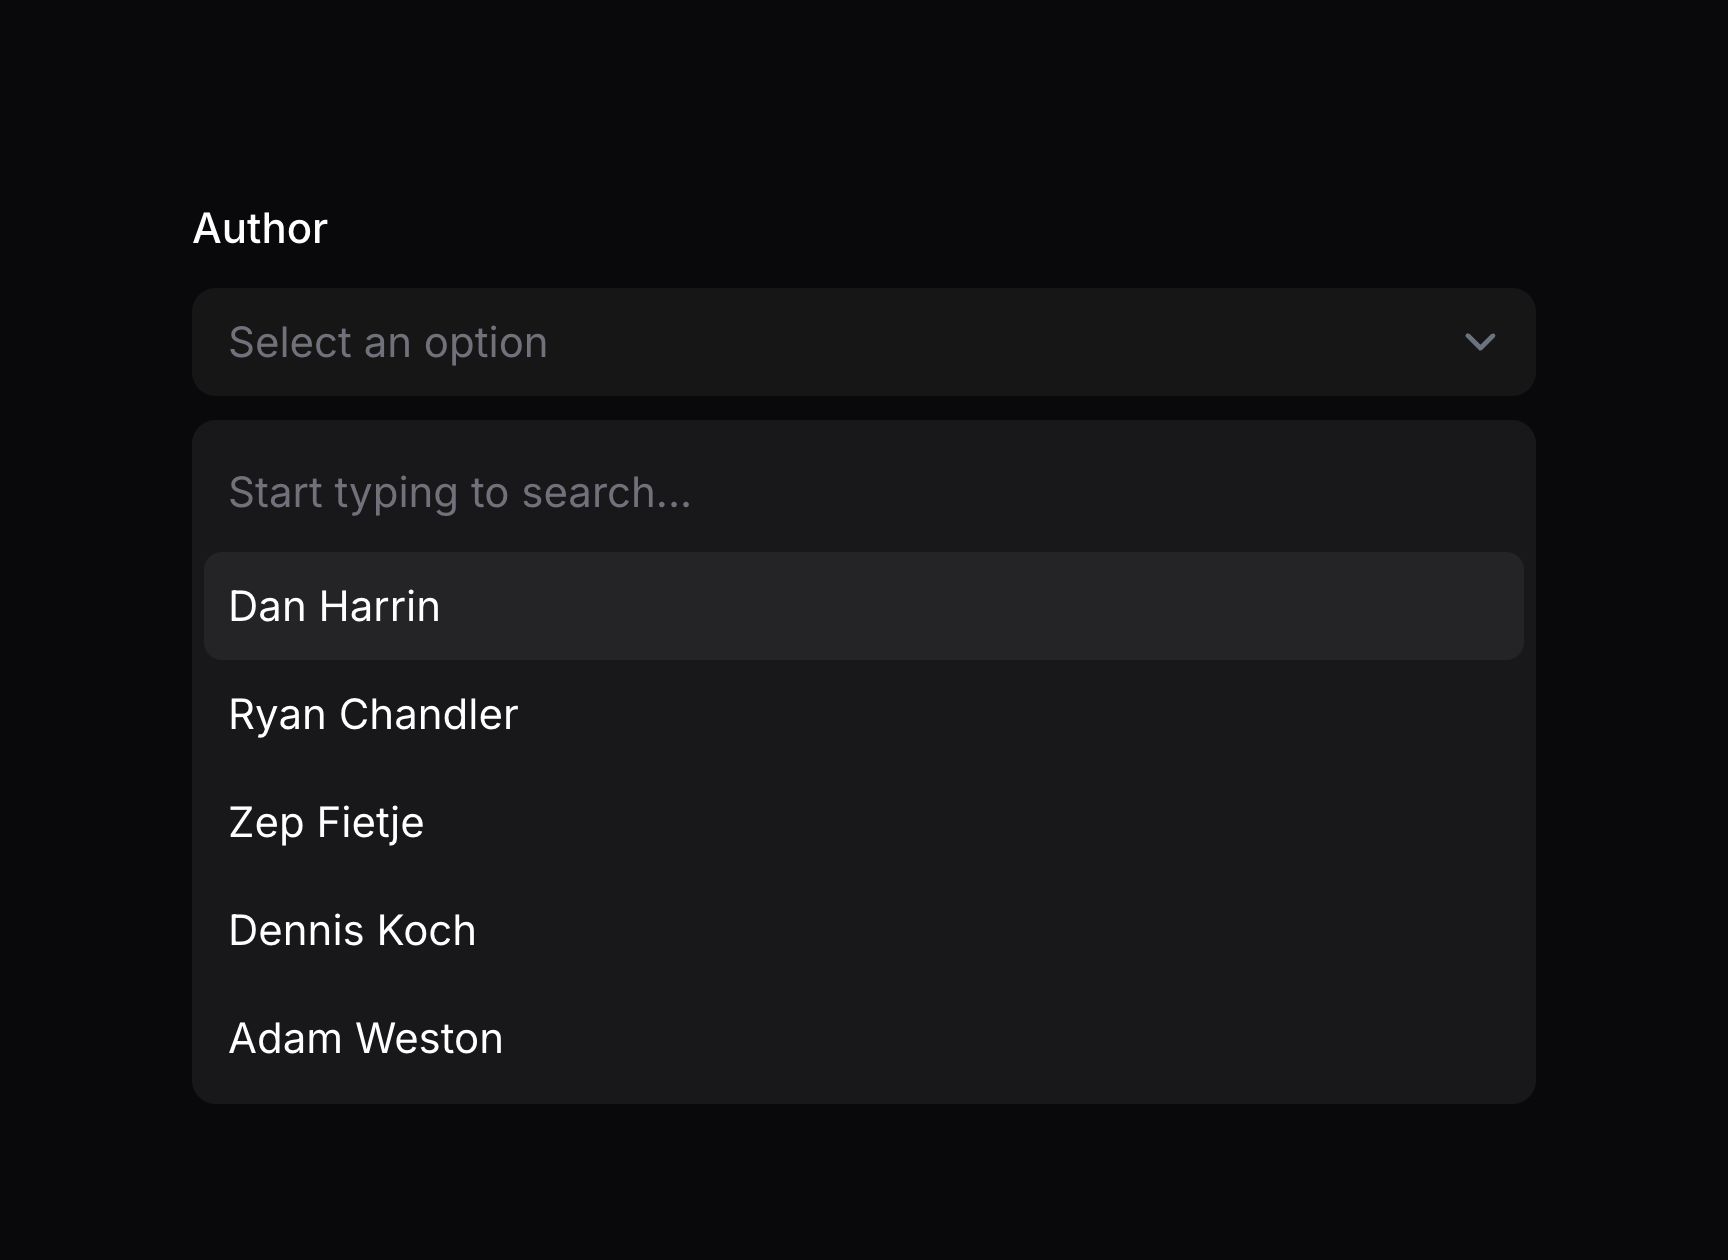 Author
Select an option
Start typing to search...
Dan Harrin
Ryan Chandler
Zep Fietje
Dennis Koch
Adam Weston